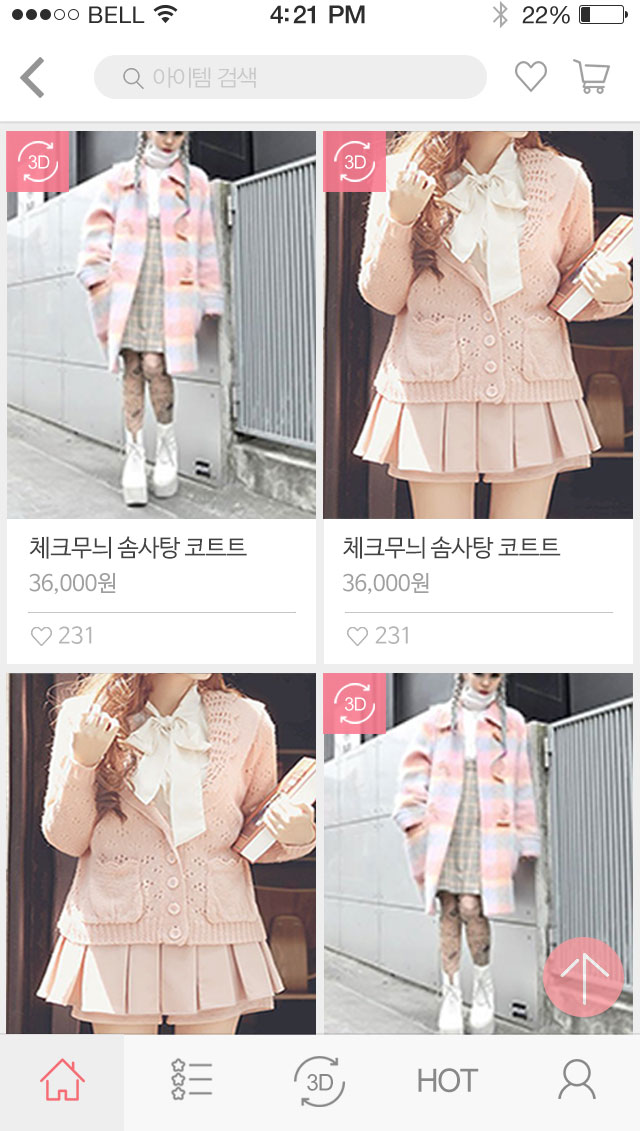 BELL 4:21 PM 22%
아이템 검색
3D 3D
체크무늬 솜사탕 코트트 체크무늬 솜사탕 코트트
36,000원 36,000원
231 231
3D
3D HOT